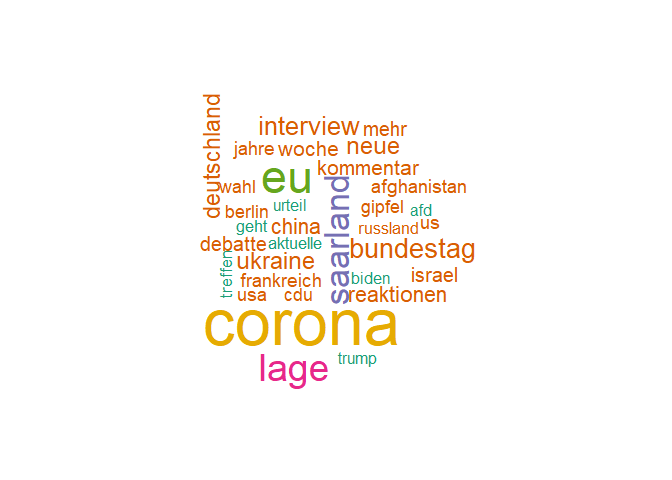 deutschland
interview mehr
jahre woche neue
kommentar
wahl eu afghanistan
saarland
berlin urteil gipfel afd
geht china russland us
debatte aktuelle bundestag
treffen
ukraine
frankreich biden israel
usa cdu reaktionen
corona
lage trump